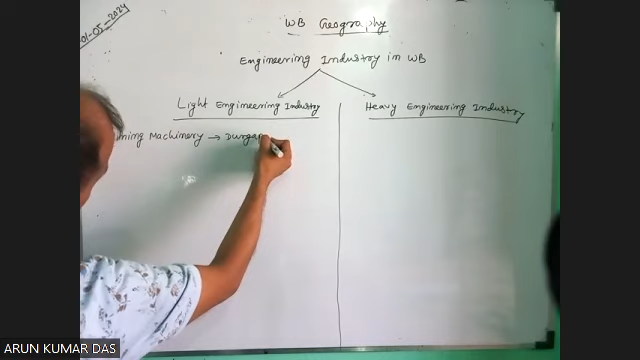 01-05-2024
WB Geography
Engineering Industry in WB
Light Engineering Industry
Heavy Engineering Industry
Machinery → Durga
ARUN KUMAR DAS